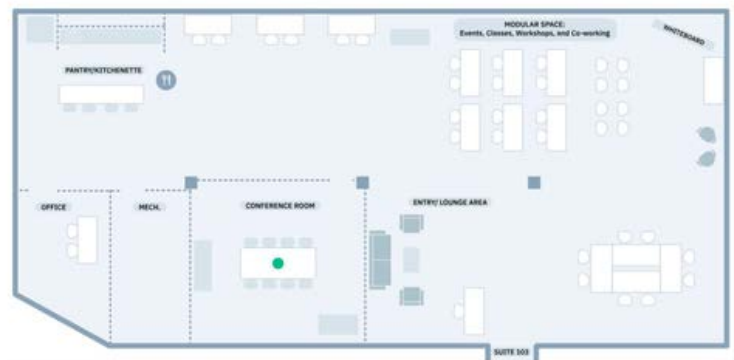 MODULAR SPACE:
Events, Classes, Workshops, and Co-working
WHITEBOARD
PANTRY/KITCHENETTE
OFFICE
MECH.
CONFERENCE ROOM
ENTRY/ LOUNGE AREA
SUITE 103